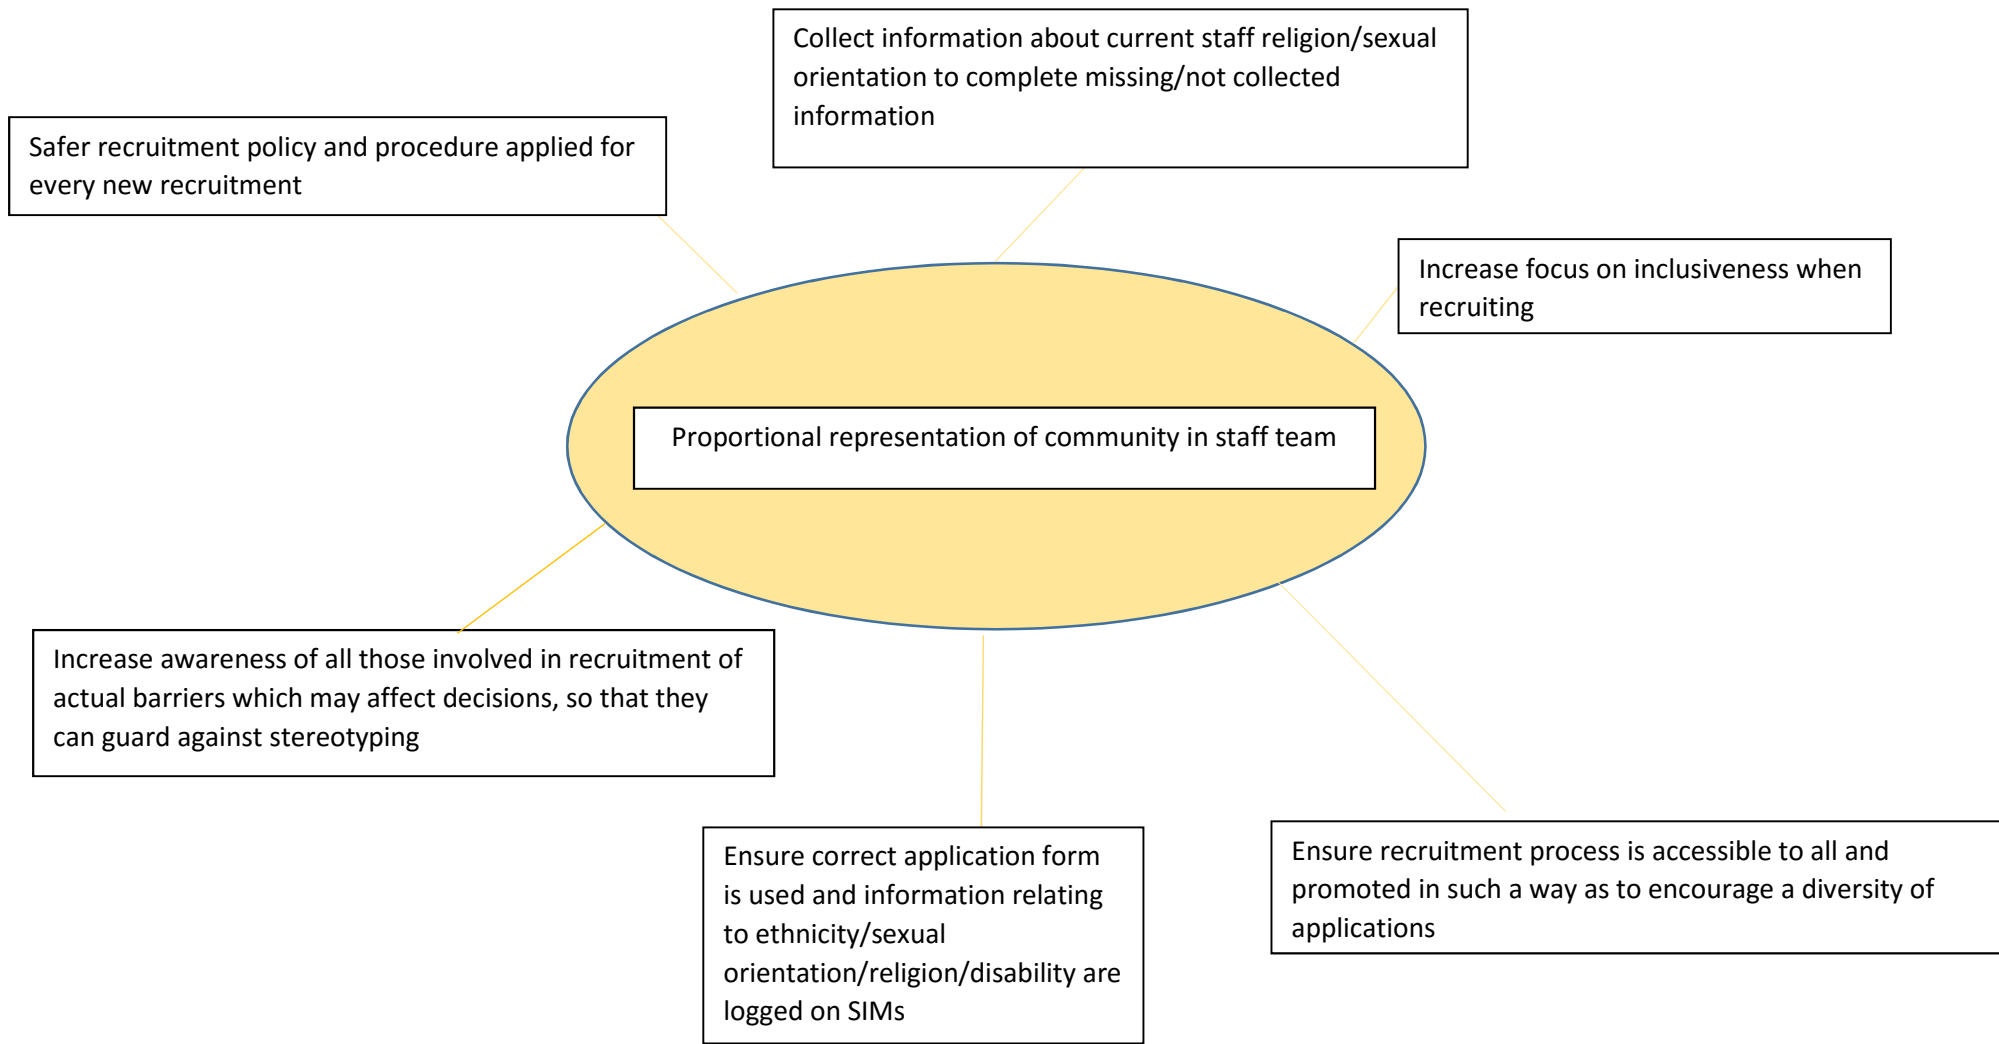 Collect information about current staff religion/sexual
orientation to complete missing/not collected
information
Safer recruitment policy and procedure applied for
every new recruitment
Increase focus on inclusiveness when
recruiting
Proportional representation of community in staff team
Increase awareness of all those involved in recruitment of
actual barriers which may affect decisions, so that they
can guard against stereotyping
Ensure correct application form
is used and information relating
to ethnicity/sexual
orientation/religion/disability are
logged on SIMs
Ensure recruitment process is accessible to all and
promoted in such a way as to encourage a diversity of
applications